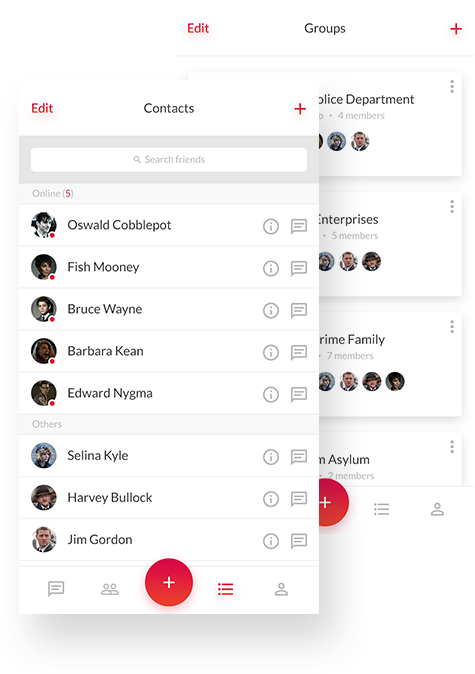 Edit Groups
olice Department
4 members
Enterprises
5 members
rime Family
7 members
m Asylum
2 members
Edit Contacts
Search friends
Online (5)
Oswald Cobblepot
Fish Mooney
Bruce Wayne
Barbara Kean
Edward Nygma
Others
Selina Kyle
Harvey Bullock
Jim Gordon